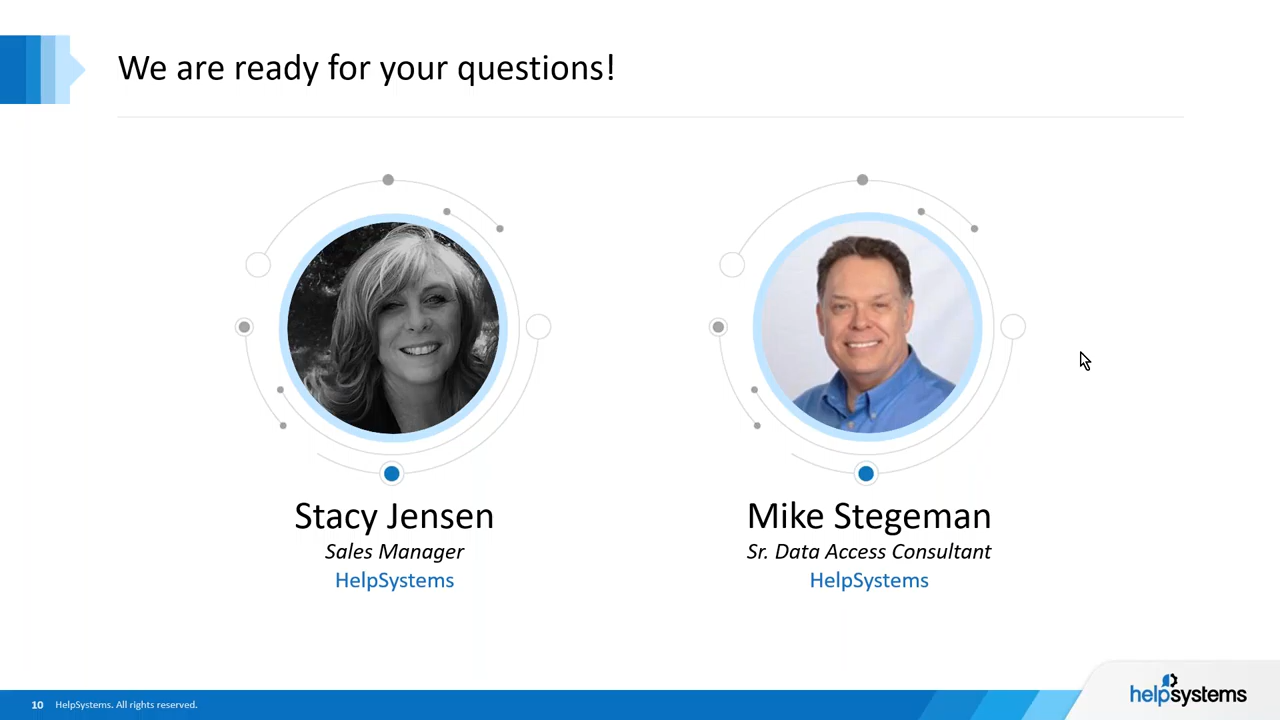 We are ready for your questions!
Stacy Jensen
Sales Manager
HelpSystems
Mike Stegeman
Sr. Data Access Consultant
HelpSystems
10 HelpSystems. All rights reserved.
helpsystems